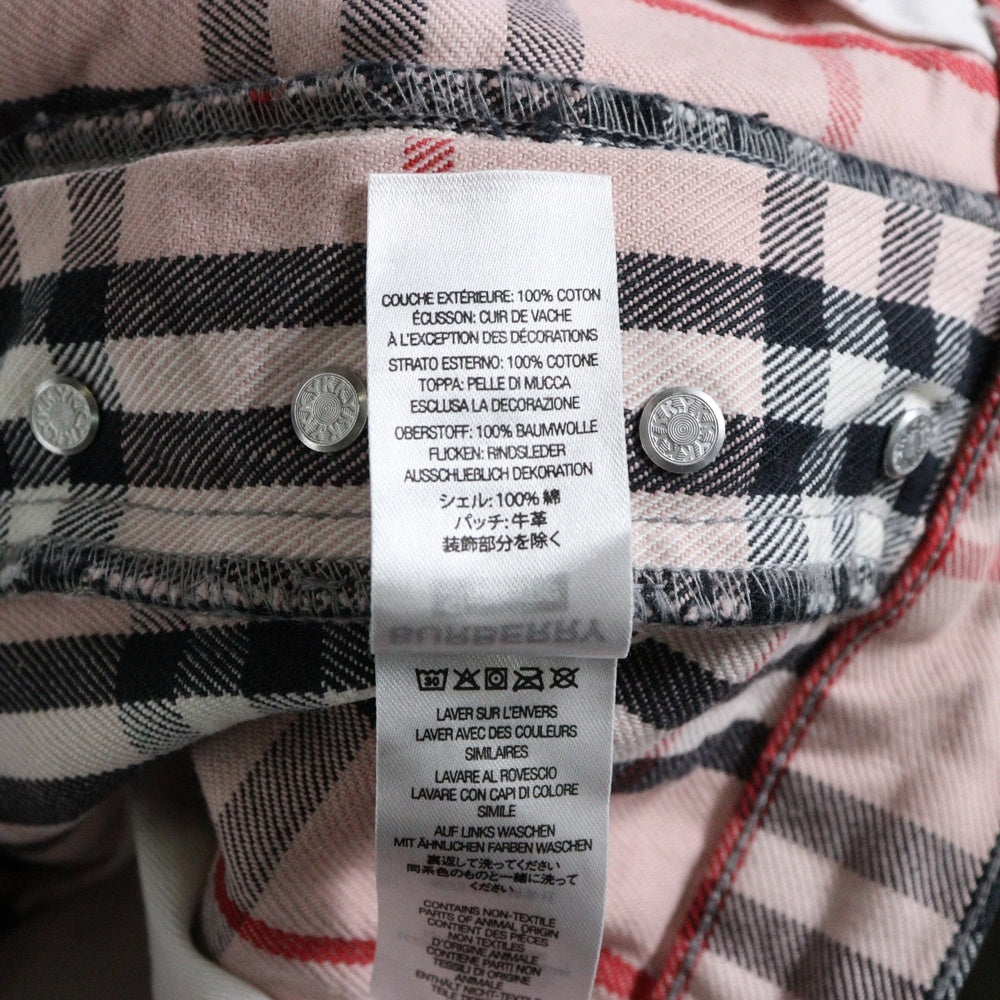 COUCHE EXTÉRIEURE: 100% COTON
ÉCUSSON: CUIR DE VACHE
À L'EXCEPTION DES DÉCORATIONS
STRATO ESTERNO: 100% COTONE
TOPPA: PELLE DI MUCCA
ESCLUSA LA DECORAZIONE
OBERSTOFF: 100% BAUMWOLLE
FLICKEN: RINDSLEDER
AUSSCHLIEBLICH DEKORATION
シェル: 100% 綿
パッチ: 牛革
装飾部分を除く
BURBERRY
30
LAVER SUR L'ENVERS
LAVER AVEC DES COULEURS
SIMILAIRES
LAVARE AL ROVESCIO
LAVARE CON CAPI DI COLORE
SIMILE
AUF LINKS WASCHEN
MIT ÄHNLICHEN FARBEN WASCHEN
裏返して洗ってください
同系色のものと一緒に洗って
ください
CONTAINS NON-TEXTILE
PARTS OF ANIMAL ORIGIN
CONTIENT DES PIÈCES
NON TEXTILES
D'ORIGINE ANIMALE
CONTIENE PARTI NON
TESSILI DI ORIGINE
ANIMALE
ENTHÄLT NICHT-TEXTILE